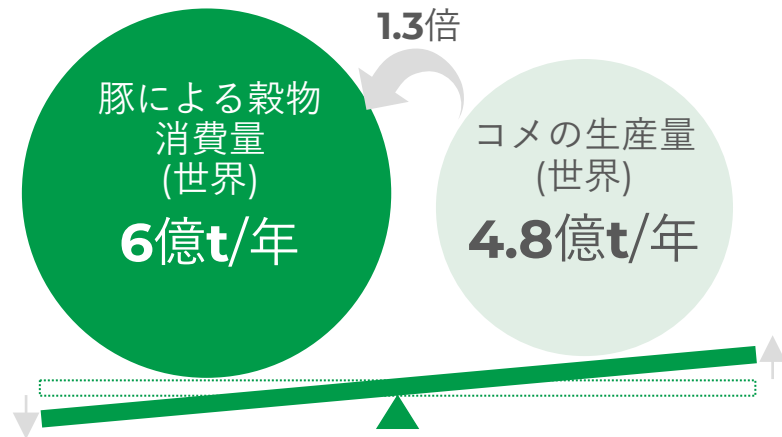 1.3倍
豚による穀物
消費量
(世界)
6億t/年
コメの生産量
(世界)
4.8億t/年